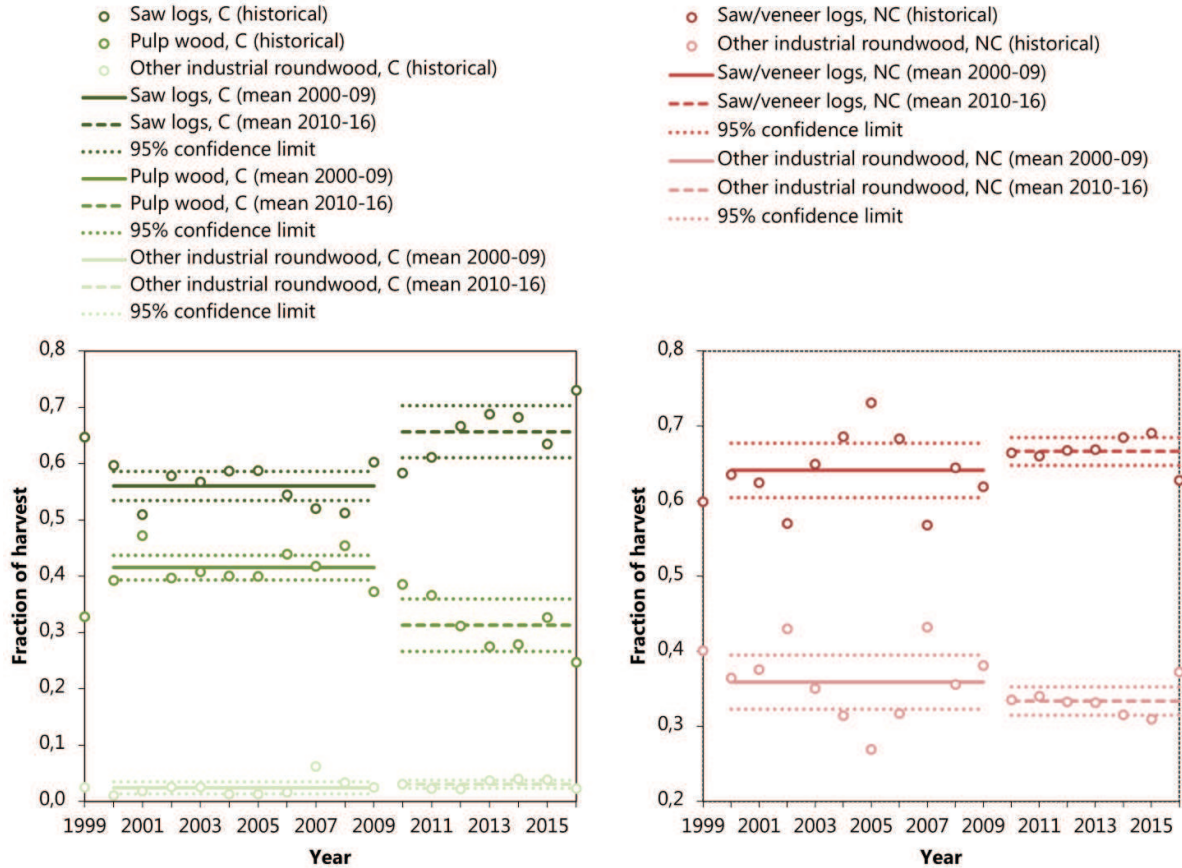 Saw logs, C (historical)
Pulp wood, C (historical)
Other industrial roundwood, C (historical)
Saw logs, C (mean 2000-09)
Saw logs, C (mean 2010-16)
95% confidence limit
Pulp wood, C (mean 2000-09)
Pulp wood, C (mean 2010-16)
95% confidence limit
Other industrial roundwood, C (mean 2000-09)
Other industrial roundwood, C (mean 2010-16)
95% confidence limit
Saw/veneer logs, NC (historical)
Other industrial roundwood, NC (historical)
Saw/veneer logs, NC (mean 2000-09)
Saw/veneer logs, NC (mean 2010-16)
95% confidence limit
Other industrial roundwood, NC (mean 2000-09)
Other industrial roundwood, NC (mean 2010-16)
95% confidence limit
Fraction of harvest
0,8
0,7
0,6
0,5
0,4
0,3
0,2
0,1
0,0
1999 2001 2003 2005 2007 2009 2011 2013 2015
Year
Fraction of harvest
0,8
0,7
0,6
0,5
0,4
0,3
0,2
1999 2001 2003 2005 2007 2009 2011 2013 2015
Year